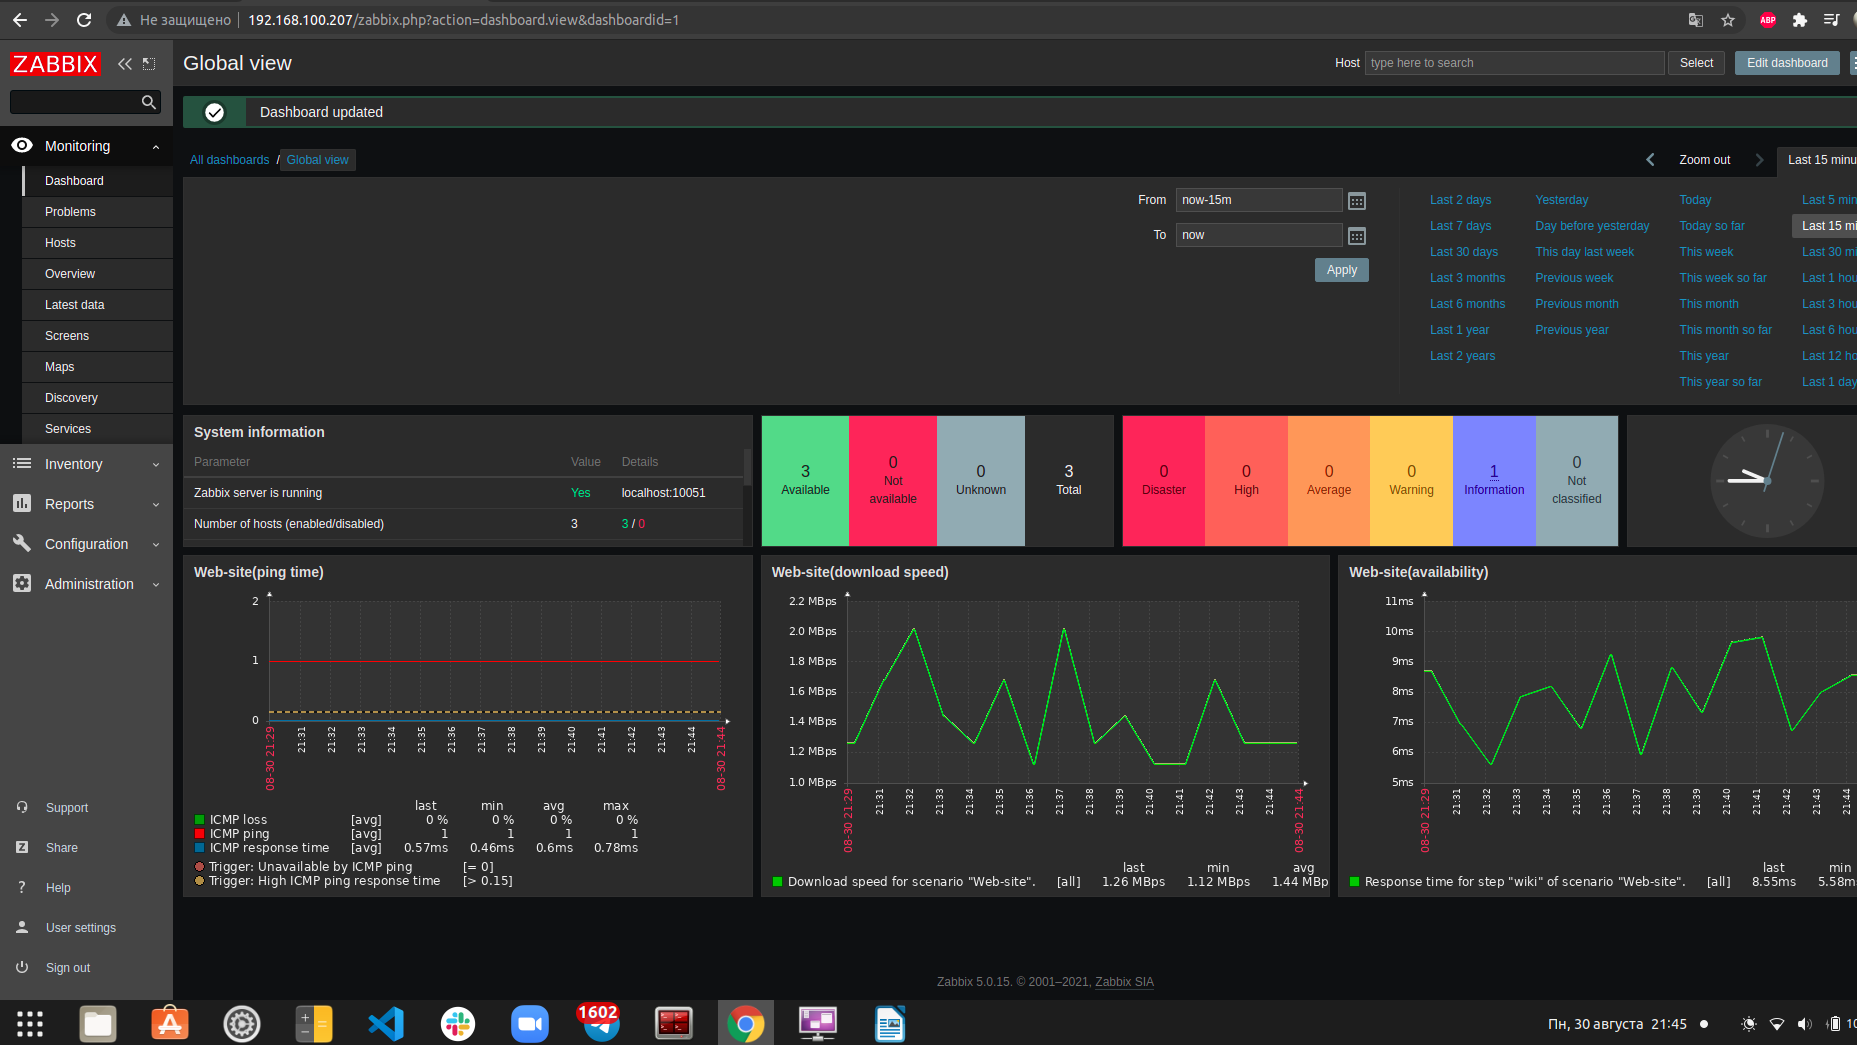 Не защищено 192.168.100.207/zabbix.php?action=dashboard.view&dashboardid=1
ABP
ZABBIX
Global view
Host type here to search Select Edit dashboard
Dashboard updated
Monitoring
Dashboard
Problems
Hosts
Overview
Latest data
Screens
Maps
Discovery
Services
Inventory
Reports
Configuration
Administration
Support
Share
Help
User settings
Sign out
All dashboards / Global view
Zoom out Last 15 minu
From now-15m
To now
Apply
Last 2 days Yesterday Today Last 5 min
Last 7 days Day before yesterday Today so far Last 15 mi
Last 30 days This day last week This week Last 30 mi
Last 3 months Previous week This week so far Last 1 hou
Last 6 months Previous month This month Last 3 hou
Last 1 year Previous year This month so far Last 6 hou
Last 2 years This year Last 12 ho
This year so far Last 1 day
System information
Parameter Value Details
Zabbix server is running Yes localhost:10051
Number of hosts (enabled/disabled) 3 3 / 0
3 Available
0 Not available
0 Unknown
3 Total
0 Disaster
0 High
0 Average
0 Warning
1 Information
0 Not classified
Web-site(ping time)
2
1
0
08-30 21:29 21:31 21:32 21:33 21:34 21:35 21:36 21:37 21:38 21:39 21:40 21:41 21:42 21:43 21:44 08-30 21:44
last min avg max
ICMP loss [avg] 0 % 0 % 0 % 0 %
ICMP ping [avg] 1 1 1 1
ICMP response time [avg] 0.57ms 0.46ms 0.6ms 0.78ms
Trigger: Unavailable by ICMP ping [= 0]
Trigger: High ICMP ping response time [> 0.15]
Web-site(download speed)
2.2 MBps
2.0 MBps
1.8 MBps
1.6 MBps
1.4 MBps
1.2 MBps
1.0 MBps
08-30 21:29 21:31 21:32 21:33 21:34 21:35 21:36 21:37 21:38 21:39 21:40 21:41 21:42 21:43 21:44 08-30 21:44
last min avg
Download speed for scenario "Web-site". [all] 1.26 MBps 1.12 MBps 1.44 MBp
Web-site(availability)
11ms
10ms
9ms
8ms
7ms
6ms
5ms
08-30 21:29 21:31 21:32 21:33 21:34 21:35 21:36 21:37 21:38 21:39 21:40 21:41 21:42 21:43 21:44
last min
Response time for step "wiki" of scenario "Web-site". [all] 8.55ms 5.58ms
Zabbix 5.0.15. © 2001–2021, Zabbix SIA
1602
Пн, 30 августа 21:45
10